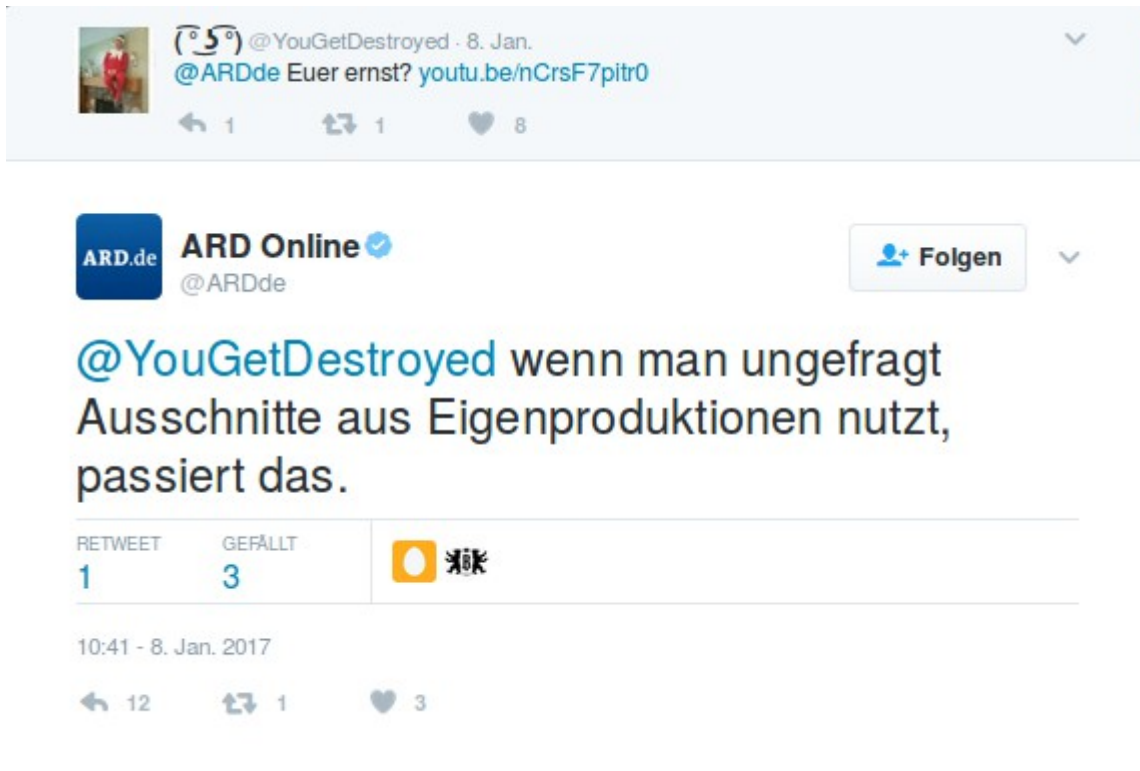 ( ͡° ͜ʖ ͡°) @YouGetDestroyed · 8. Jan.
@ARDde Euer ernst? youtu.be/nCrsF7pitr0
1 1 8
ARD.de
ARD Online
Folgen
@ARDde
@YouGetDestroyed wenn man ungefragt
Ausschnitte aus Eigenproduktionen nutzt,
passiert das.
RETWEET GEFÄLLT
1 3
10:41 - 8. Jan. 2017
12 1 3